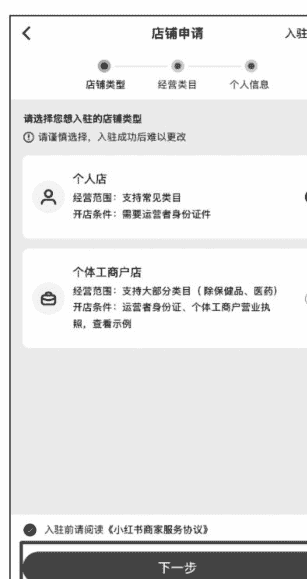 店铺申请 入驻
店铺类型 经营类目 个人信息
请选择您想入驻的店铺类型
请谨慎选择，入驻成功后难以更改
个人店
经营范围：支持常见类目
开店条件：需要运营者身份证件
个体工商户店
经营范围：支持大部分类目（除保健品、医药）
开店条件：运营者身份证、个体工商户营业执
照，查看示例
入驻前请阅读《小红书商家服务协议》
下一步